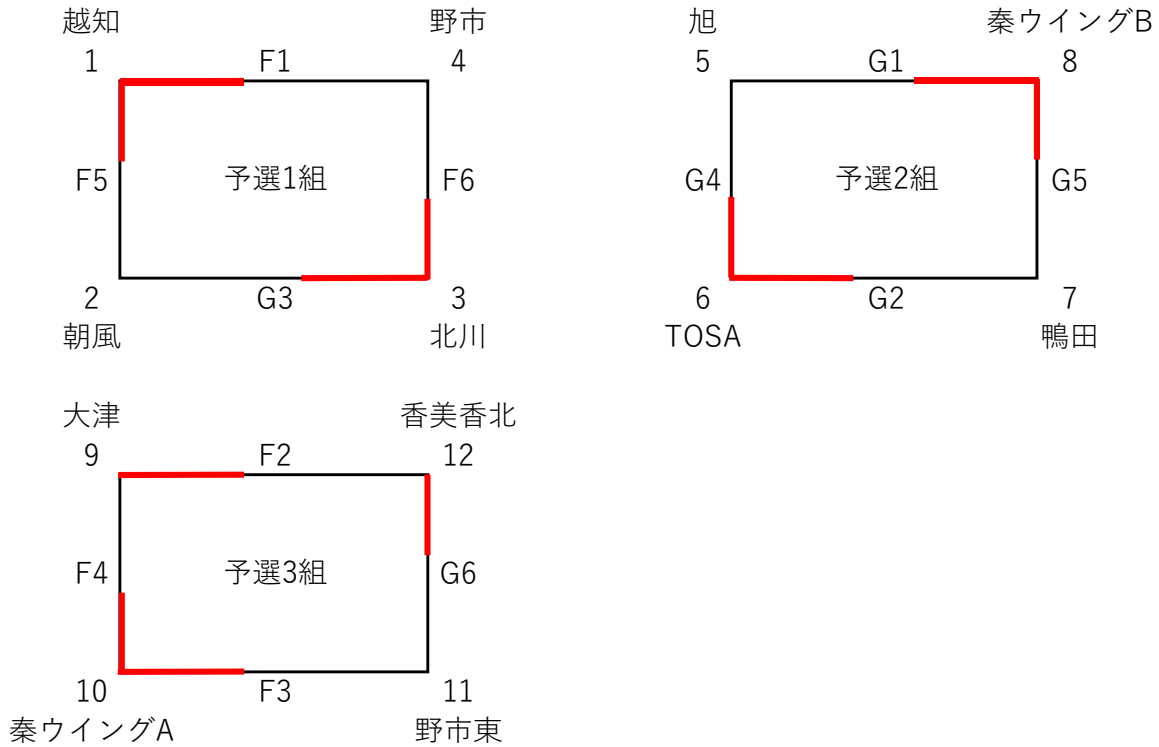 越知 野市
1 F1 4
F5 予選1組 F6
2 G3 3
朝風 北川
旭 秦ウイングB
5 G1 8
G4 予選2組 G5
6 G2 7
TOSA 鴨田
大津 香美香北
9 F2 12
F4 予選3組 G6
10 F3 11
秦ウイングA 野市東